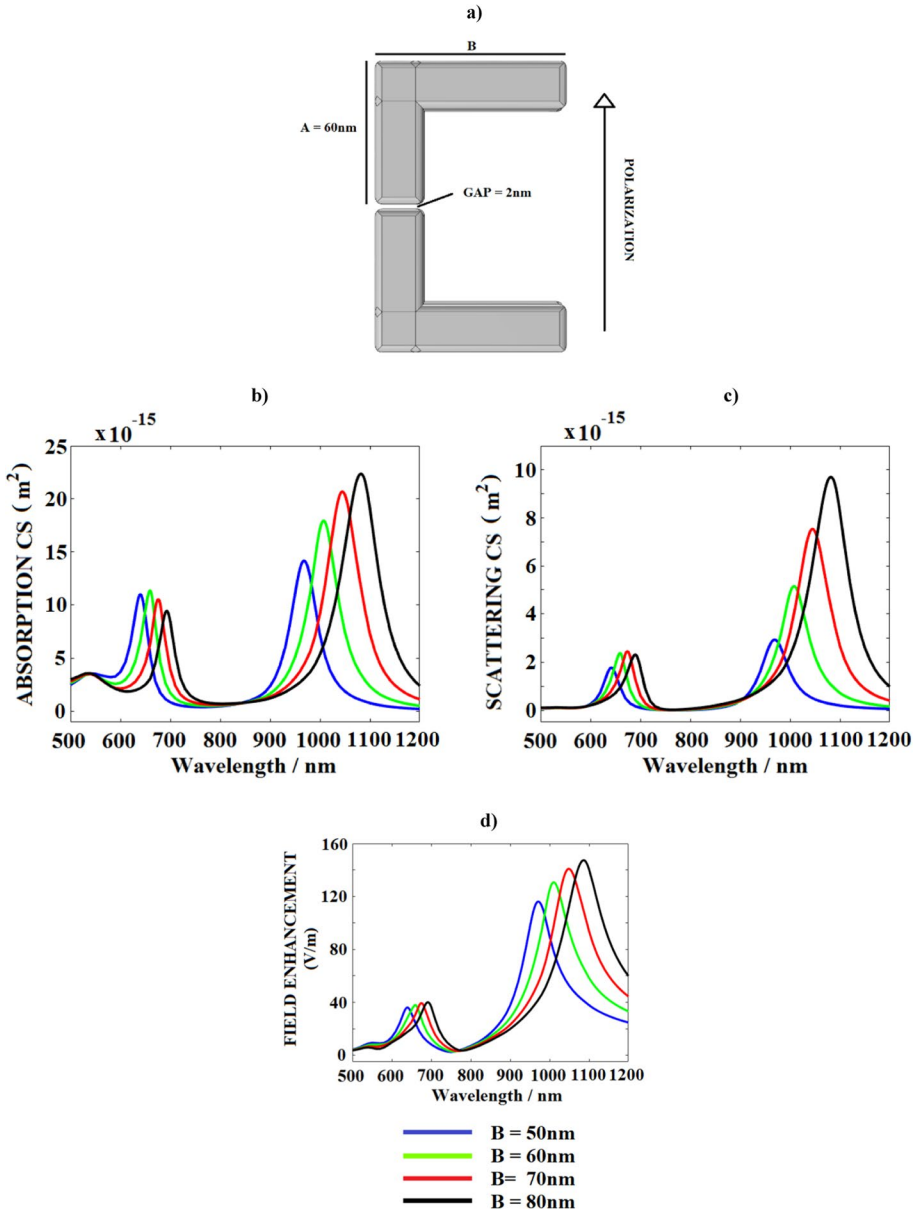 a)
B
A = 60nm
GAP = 2nm
POLARIZATION
b)
x10^-15
ABSORPTION CS ( m²)
25
20
15
10
5
0
500 600 700 800 900 1000 1100 1200
Wavelength / nm
c)
x 10^-15
SCATTERING CS ( m²)
10
8
6
4
2
0
500 600 700 800 900 1000 1100 1200
Wavelength / nm
d)
FIELD ENHANCEMENT
(V/m)
160
120
80
40
0
500 600 700 800 900 1000 1100 1200
Wavelength / nm
B = 50nm
B = 60nm
B= 70nm
B = 80nm